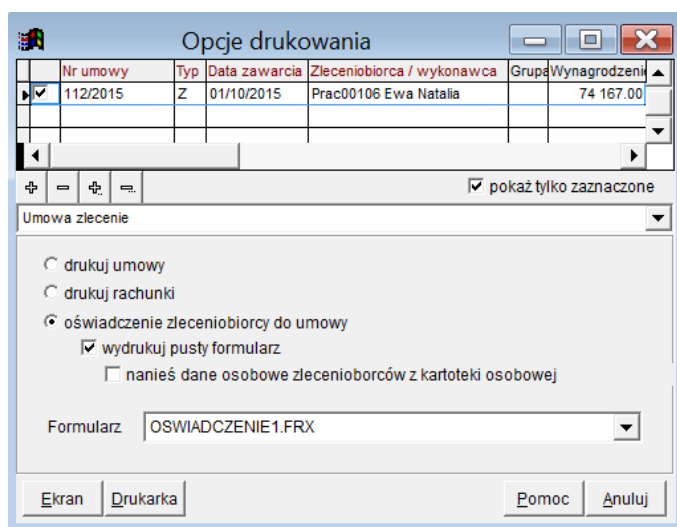 Opcje drukowania
Nr umowy Typ Data zawarcia Zleceniobiorca / wykonawca Grupa Wynagrodzeni
112/2015 Z 01/10/2015 Prac00106 Ewa Natalia 74 167.00
pokaż tylko zaznaczone
Umowa zlecenie
drukuj umowy
drukuj rachunki
oświadczenie zleceniobiorcy do umowy
wydrukuj pusty formularz
nanieś dane osobowe zlecenioborców z kartoteki osobowej
Formularz OSWIADCZENIE1.FRX
Ekran Drukarka Pomoc Anuluj